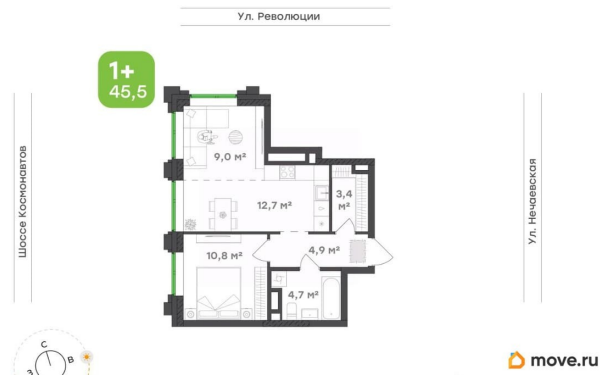 Ул. Революции
1+
45,5
Шоссе Космонавтов
Ул. Нечаевская
9,0 м²
3,4
м²
12,7 м²
10,8 м²
4,9 м²
4,7 м²
С
В
З
move.ru